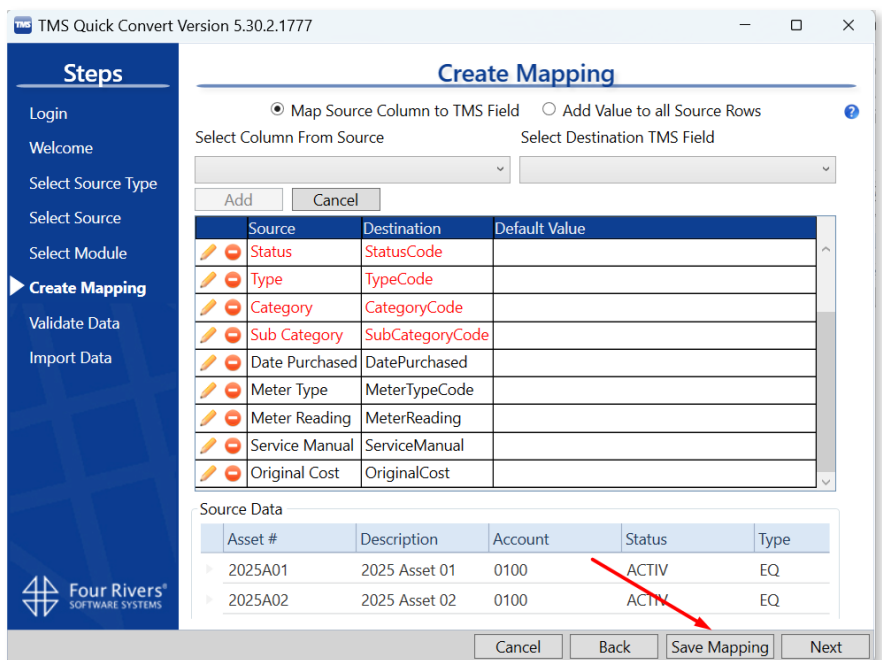 TMS Quick Convert Version 5.30.2.1777
Steps
Login
Welcome
Select Source Type
Select Source
Select Module
Create Mapping
Validate Data
Import Data
Four Rivers®
SOFTWARE SYSTEMS
Create Mapping
Map Source Column to TMS Field Add Value to all Source Rows
Select Column From Source Select Destination TMS Field
Add Cancel
Source Destination Default Value
Status StatusCode
Type TypeCode
Category CategoryCode
Sub Category SubCategoryCode
Date Purchased DatePurchased
Meter Type MeterTypeCode
Meter Reading MeterReading
Service Manual ServiceManual
Original Cost OriginalCost
Source Data
Asset # Description Account Status Type
2025A01 2025 Asset 01 0100 ACTIV EQ
2025A02 2025 Asset 02 0100 ACTIV EQ
Cancel Back Save Mapping Next